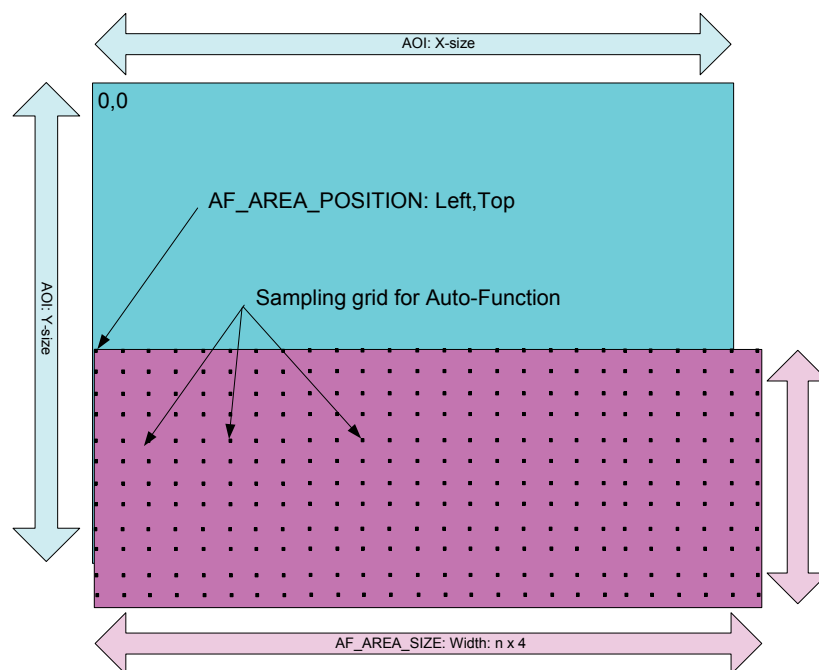 AOI: X-size
0,0
AF_AREA_POSITION: Left,Top
AOI: Y-size
Sampling grid for Auto-Function
AF_AREA_SIZE: Width: n x 4